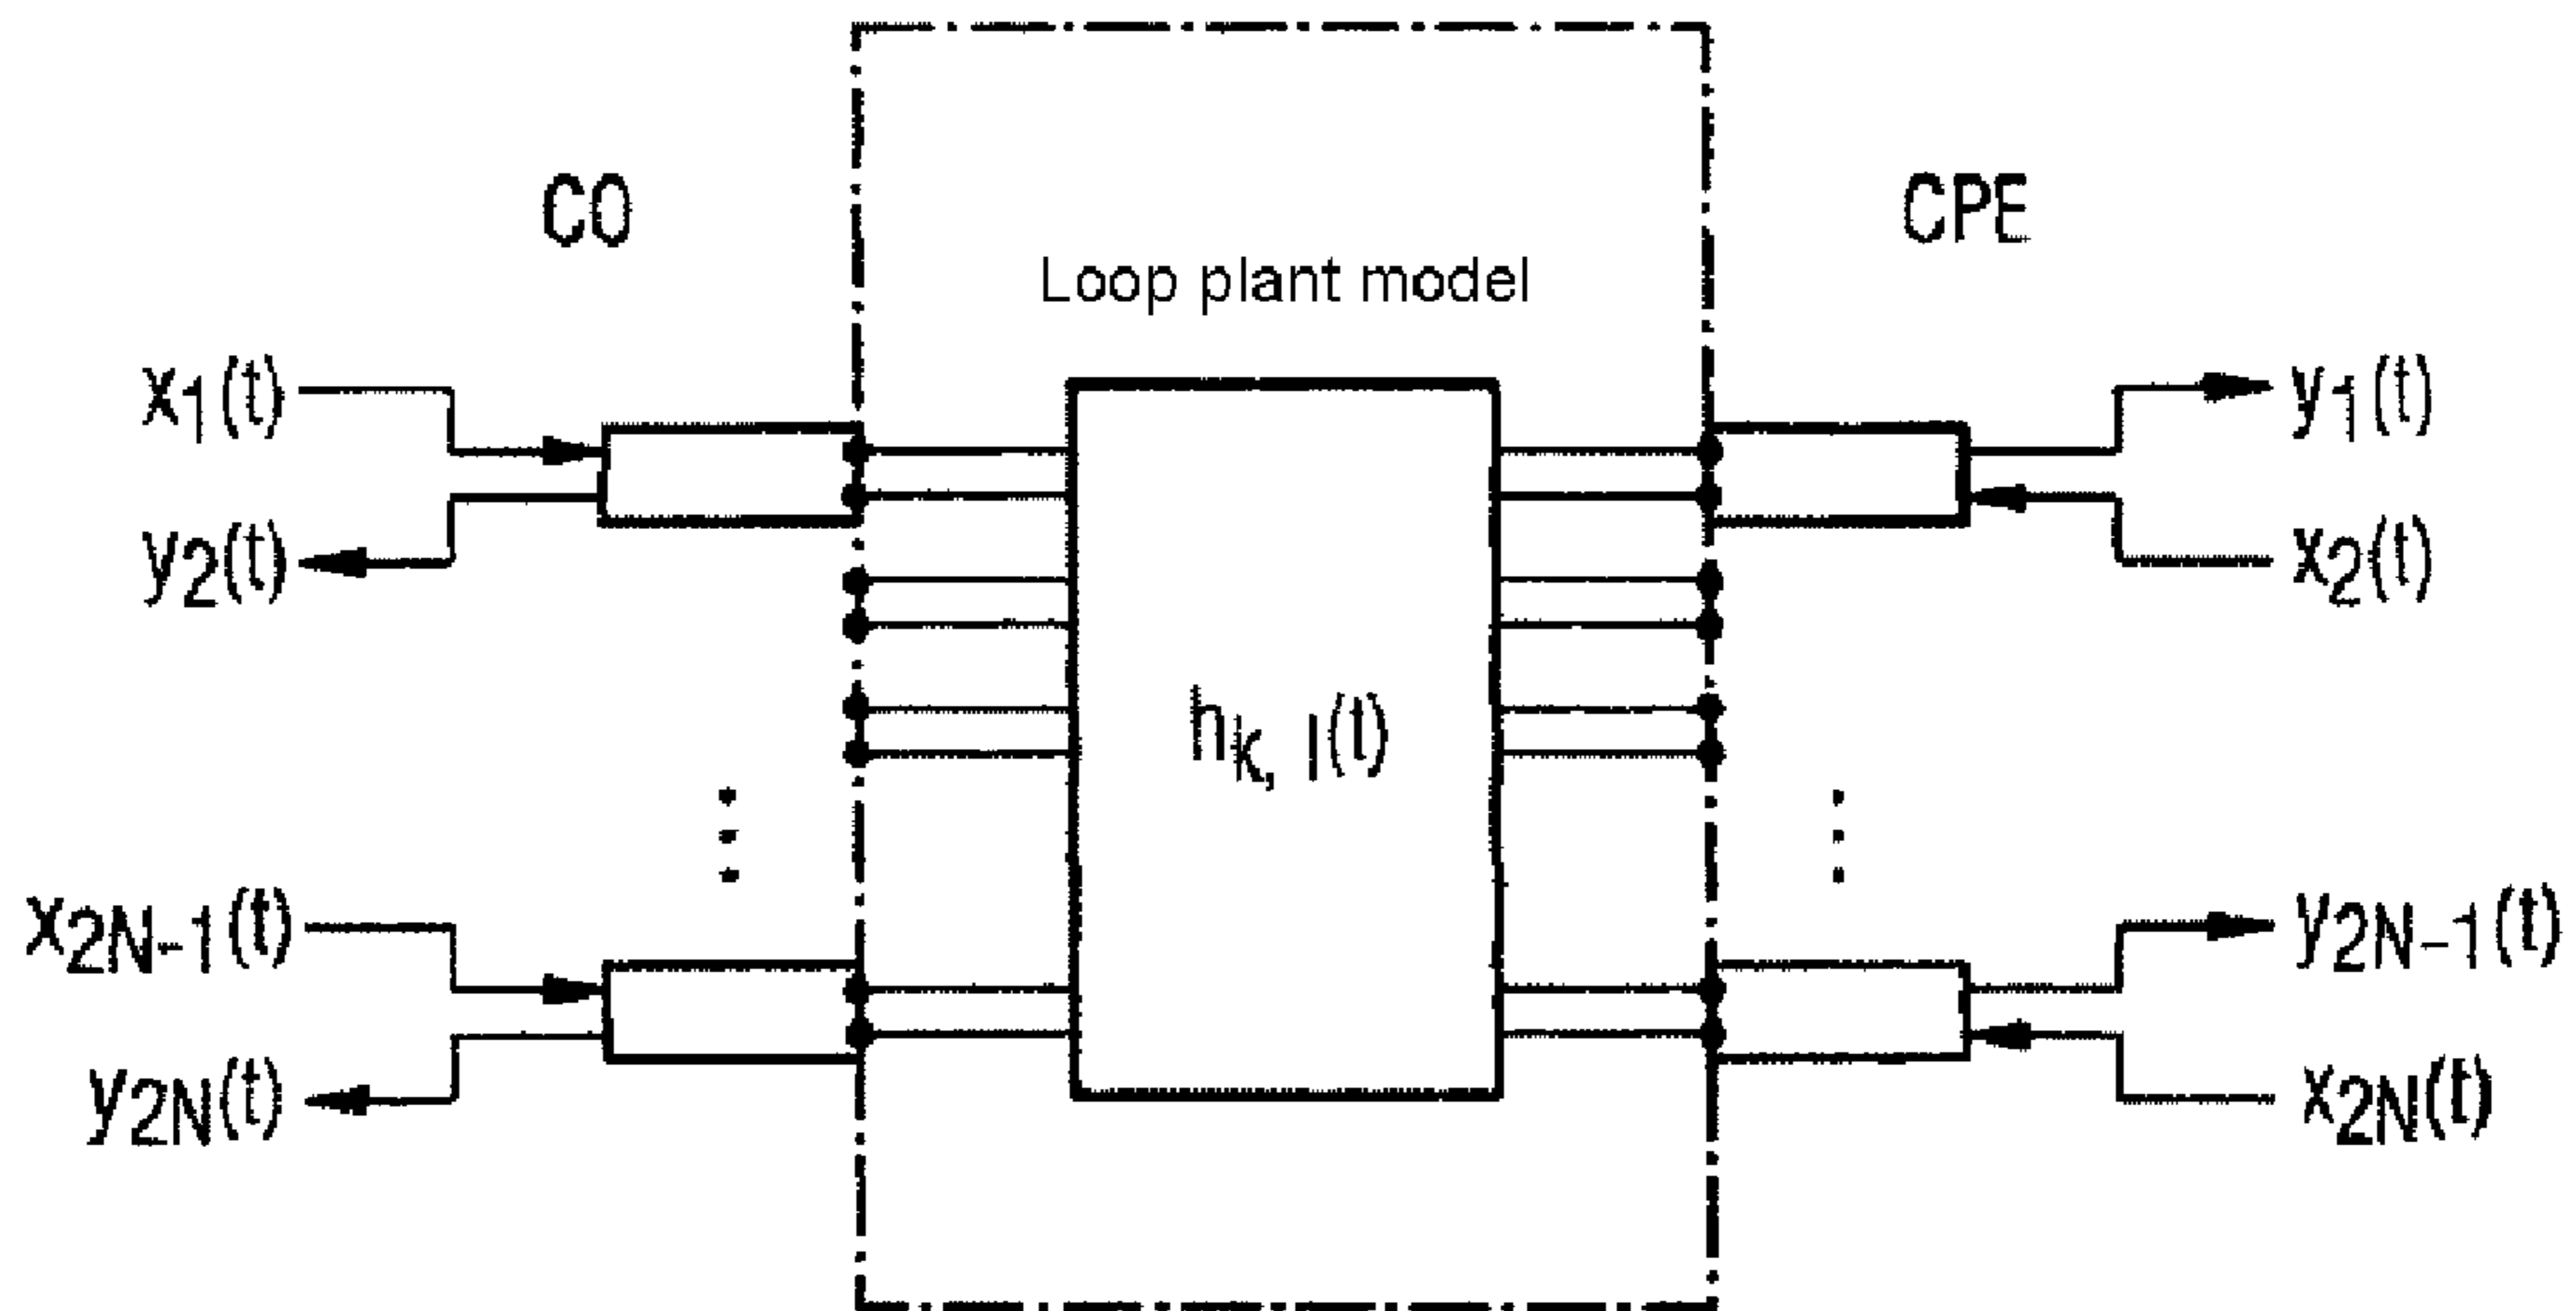 CO
CPE
Loop plant model
x1(t)
y1(t)
y2(t)
x2(t)
hk, l(t)
x2N-1(t)
y2N-1(t)
y2N(t)
x2N(t)